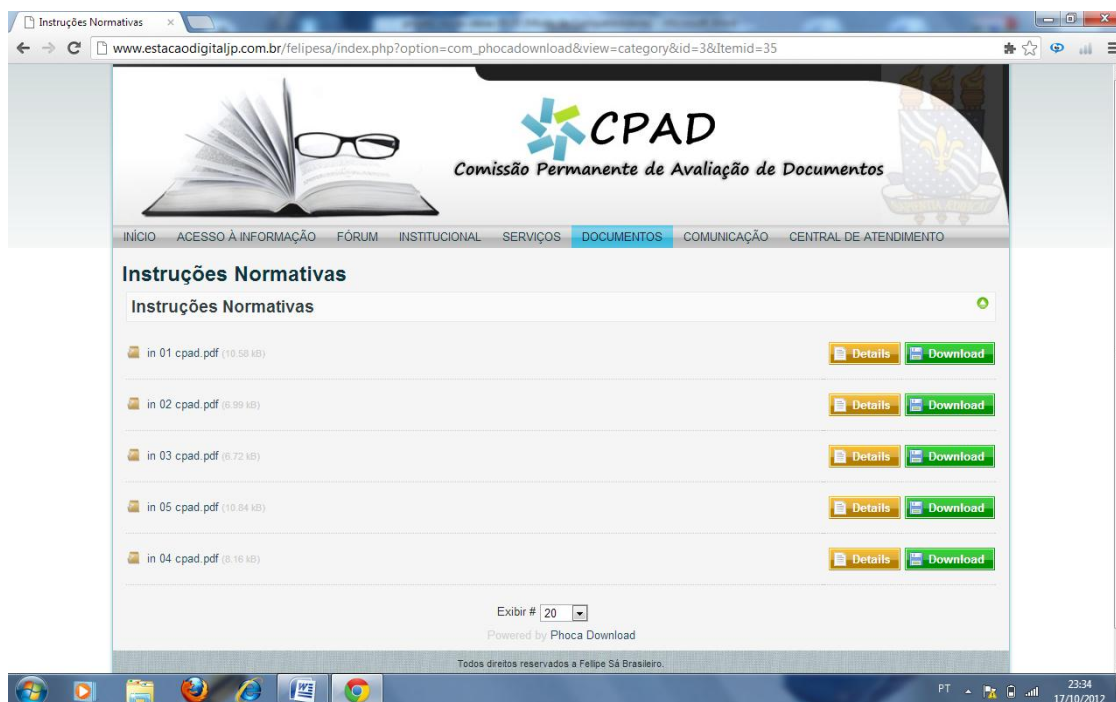 Instruções Normativas
www.estacaodigitaljp.com.br/felipesa/index.php?option=com_phocadownload&view=category&id=3&Itemid=35
CPAD
Comissão Permanente de Avaliação de Documentos
INÍCIO ACESSO À INFORMAÇÃO FÓRUM INSTITUCIONAL SERVIÇOS DOCUMENTOS COMUNICAÇÃO CENTRAL DE ATENDIMENTO
Instruções Normativas
Instruções Normativas
in 01 cpad.pdf (10.58 kB) Details Download
in 02 cpad.pdf (6.99 kB) Details Download
in 03 cpad.pdf (6.72 kB) Details Download
in 05 cpad.pdf (10.84 kB) Details Download
in 04 cpad.pdf (8.16 kB) Details Download
Exibir # 20
Powered by Phoca Download
Todos direitos reservados a Fellipe Sá Brasileiro.
PT 23:34
17/10/2012